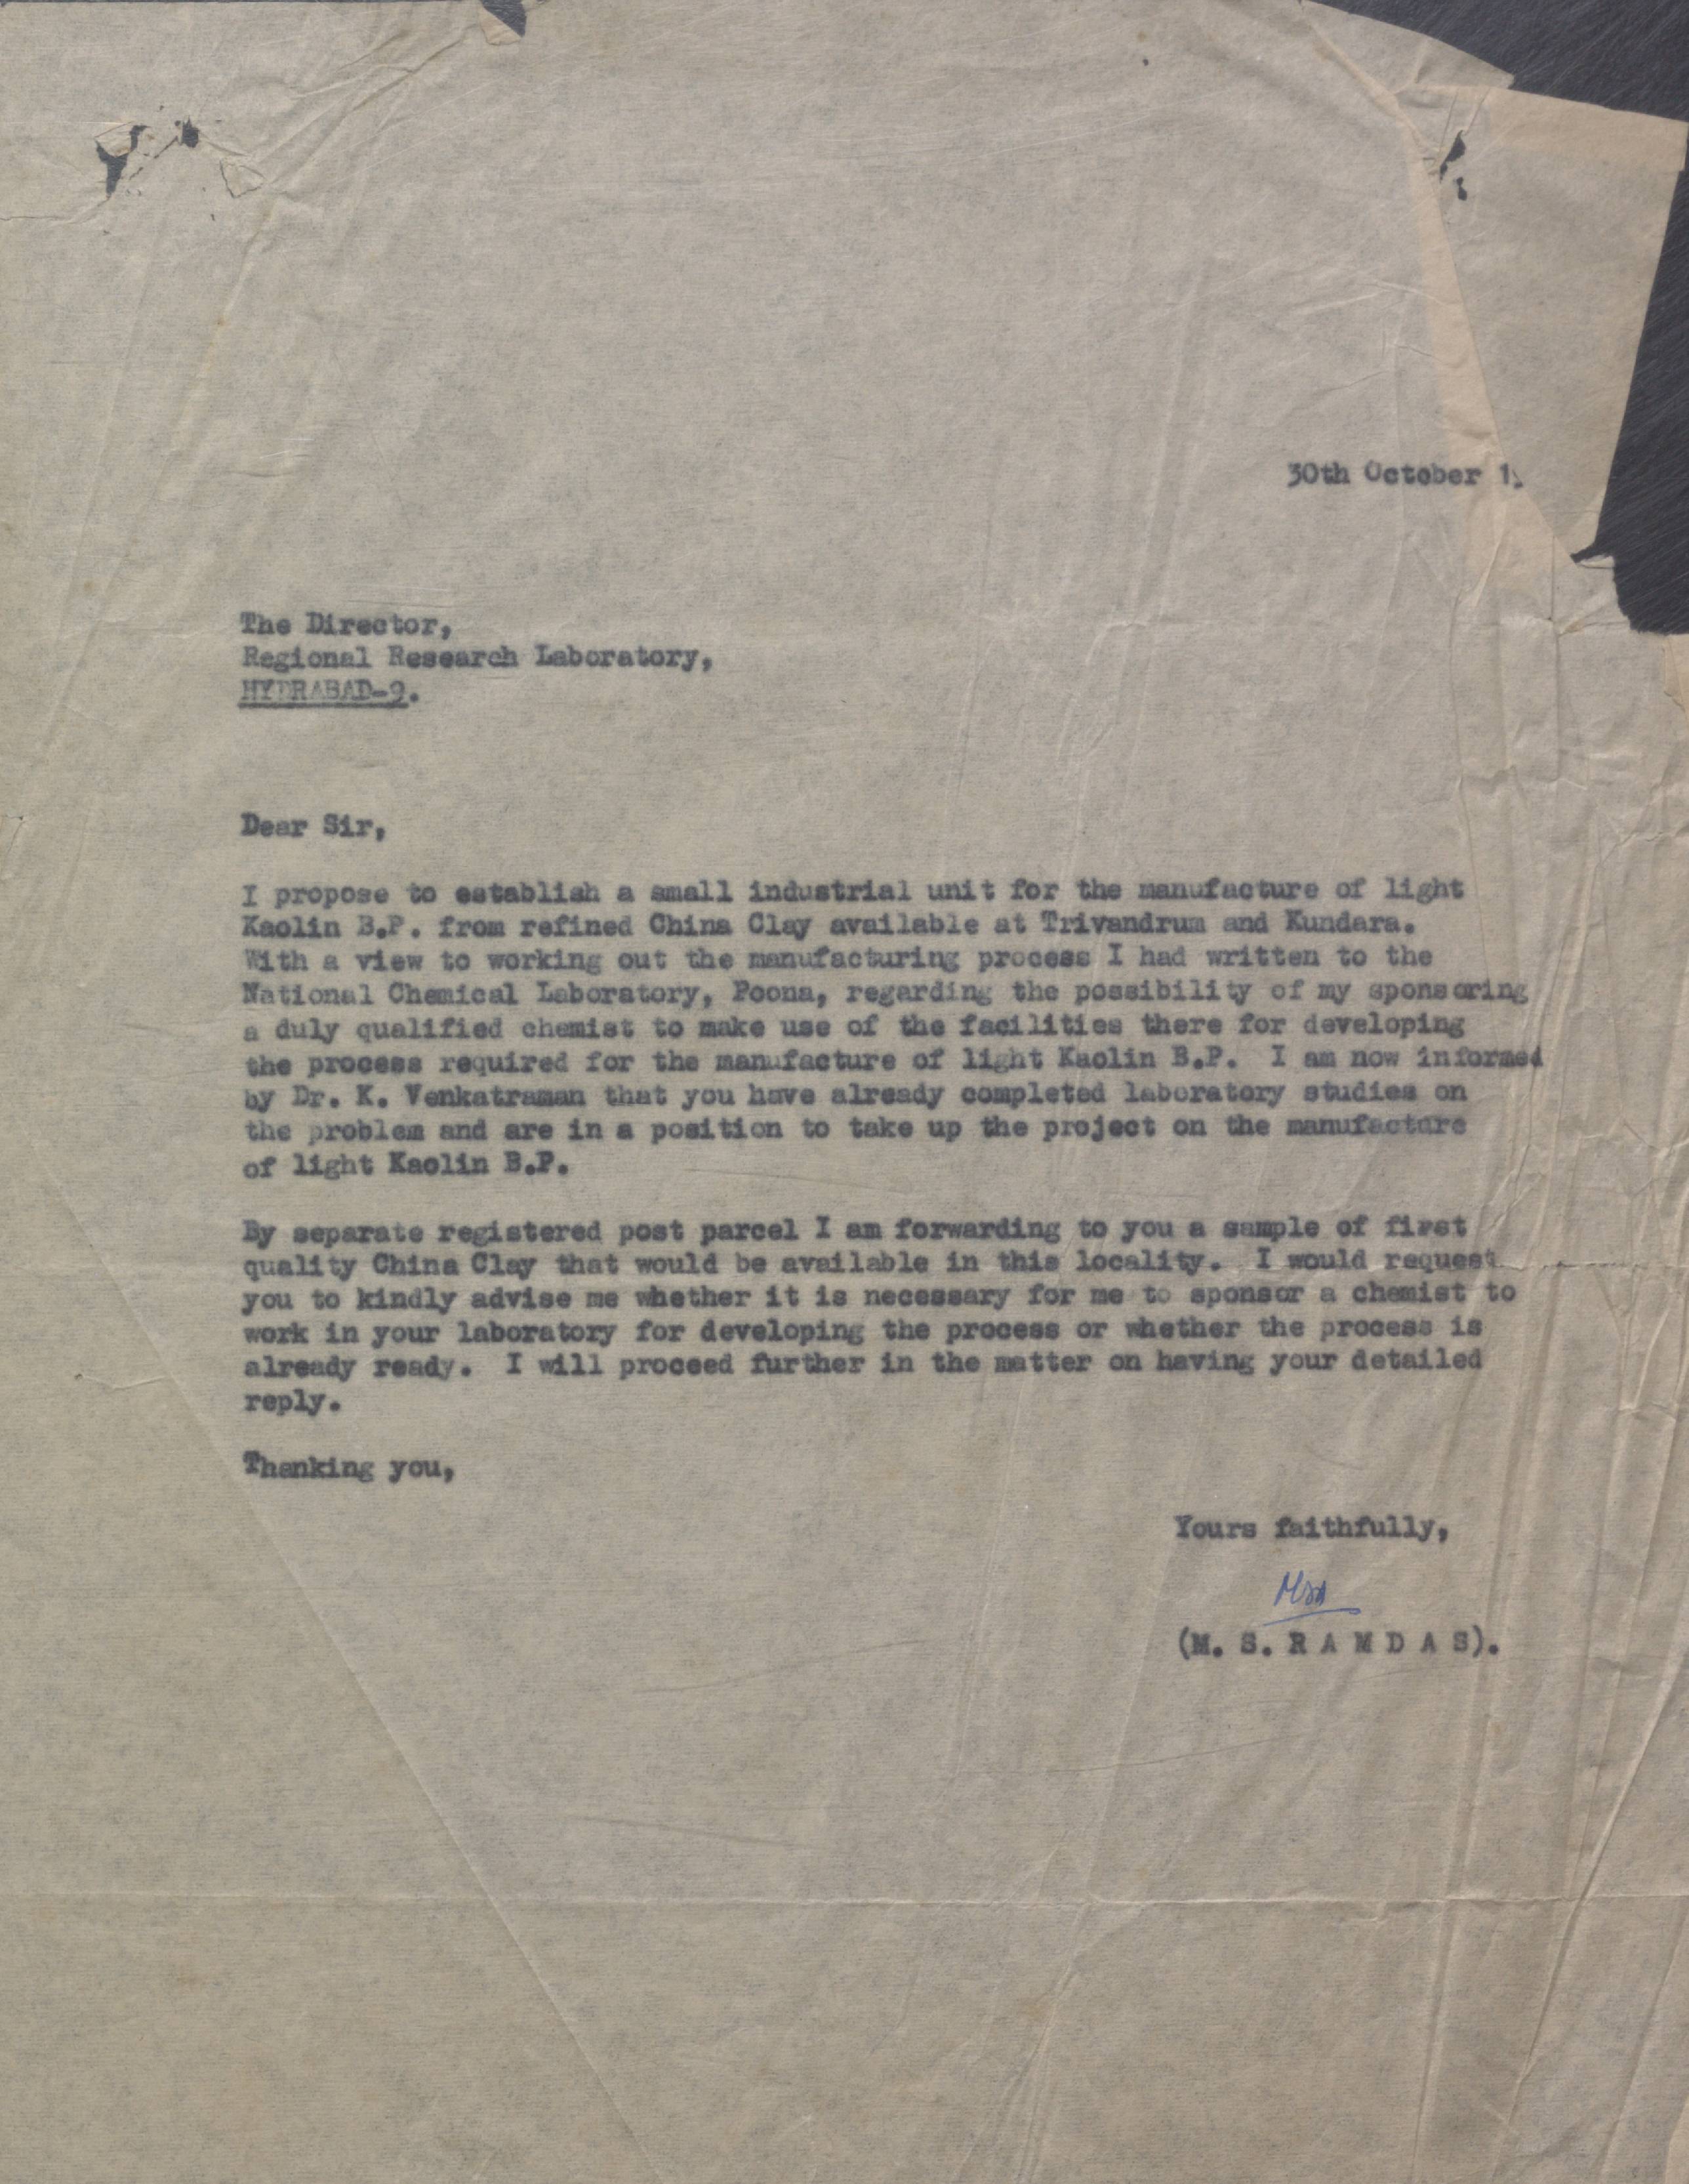 30th October 1
The Director,
Regional Research Laboratory,
HYDRABAD-9.
Dear Sir,
I propose to establish a small industrial unit for the manufacture of light
Kaolin B.P. from refined China Clay available at Trivandrum and Kundara.
With a view to working out the manufacturing process I had written to the
National Chemical Laboratory, Poona, regarding the possibility of my sponsoring
a duly qualified chemist to make use of the facilities there for developing
the process required for the manufacture of light Kaolin B.P. I am now informed
by Dr. K. Venkatraman that you have already completed laboratory studies on
the problem and are in a position to take up the project on the manufacture
of light Kaolin B.P.
By separate registered post parcel I am forwarding to you a sample of first
quality China Clay that would be available in this locality. I would request
you to kindly advise me whether it is necessary for me to sponsor a chemist to
work in your laboratory for developing the process or whether the process is
already ready. I will proceed further in the matter on having your detailed
reply.
Thanking you,
Yours faithfully,
(M. S. R A M D A S).